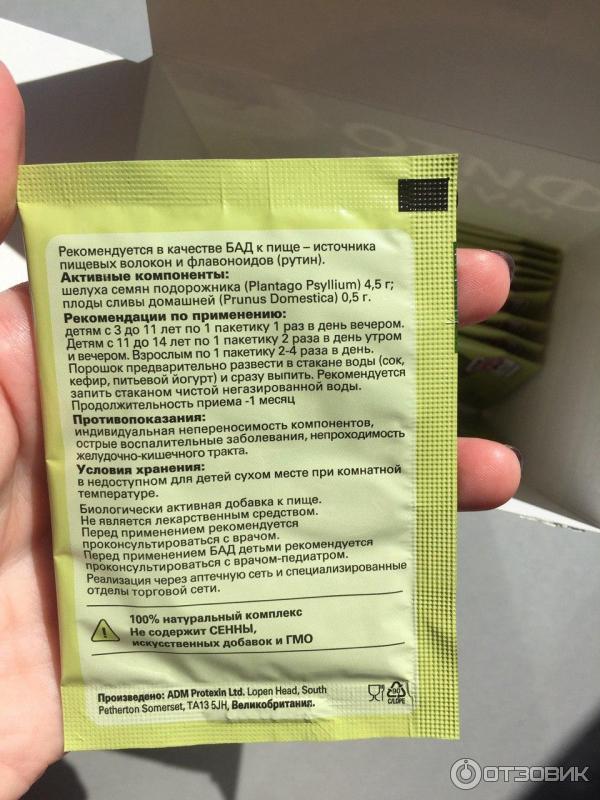 Рекомендуется в качестве БАД к пище – источника
пищевых волокон и флавоноидов (рутин).
Активные компоненты:
шелуха семян подорожника (Plantago Psyllium) 4,5 г;
плоды сливы домашней (Prunus Domestica) 0,5 г.
Рекомендации по применению:
детям с 3 до 11 лет по 1 пакетику 1 раз в день вечером.
Детям с 11 до 14 лет по 1 пакетику 2 раза в день утром
и вечером. Взрослым по 1 пакетику 2-4 раза в день.
Порошок предварительно развести в стакане воды (сок,
кефир, питьевой йогурт) и сразу выпить. Рекомендуется
запить стаканом чистой негазированной воды.
Продолжительность приема -1 месяц
Противопоказания:
индивидуальная непереносимость компонентов,
острые воспалительные заболевания, непроходимость
желудочно-кишечного тракта.
Условия хранения:
в недоступном для детей сухом месте при комнатной
температуре.
Биологически активная добавка к пище.
Не является лекарственным средством.
Перед применением рекомендуется
проконсультироваться с врачом.
Перед применением БАД детьми рекомендуется
проконсультироваться с врачом-педиатром.
Реализация через аптечную сеть и специализированные
отделы торговой сети.
100% натуральный комплекс
Не содержит СЕННЫ,
искусственных добавок и ГМО
Произведено: ADM Protexin Ltd. Lopen Head, South
Petherton Somerset, TA13 5JH, Великобритания.
90
C/LDPE
ОТЗОВИК